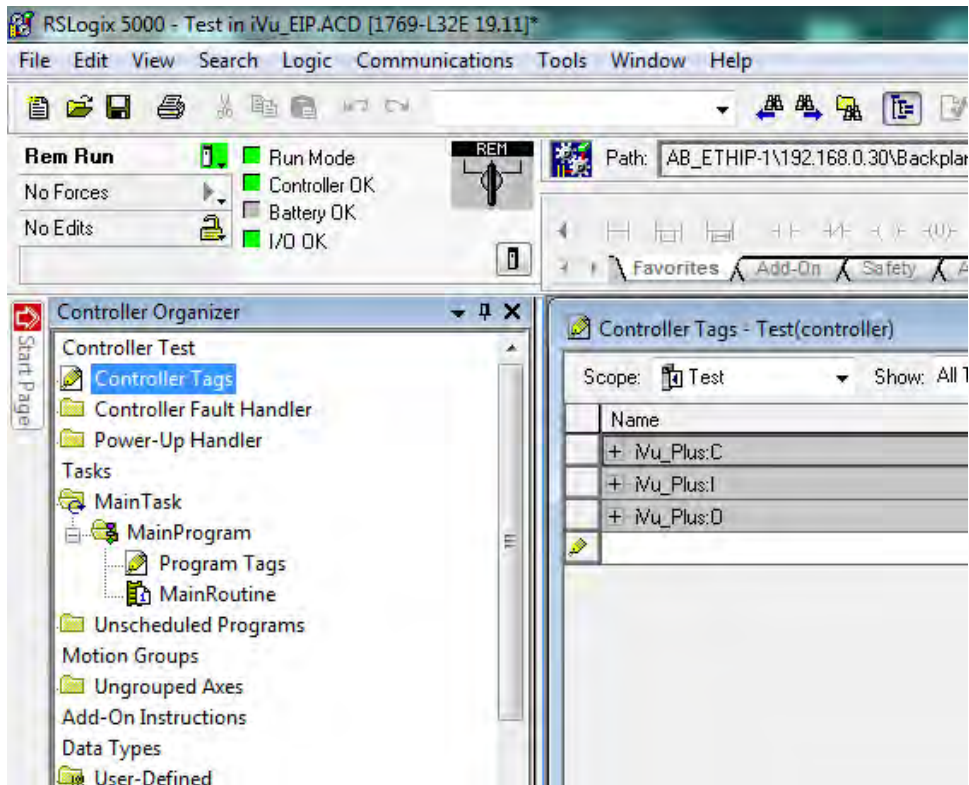 RSLogix 5000 - Test in iVu_EIP.ACD [1769-L32E 19.11]*
File Edit View Search Logic Communications Tools Window Help
Rem Run
No Forces
No Edits
Run Mode
Controller OK
Battery OK
I/O OK
REM
Path: AB_ETHIP-1\192.168.0.30\Backplan
Favorites Add-On Safety A
Start Page
Controller Organizer
Controller Test
Controller Tags
Controller Fault Handler
Power-Up Handler
Tasks
MainTask
MainProgram
Program Tags
MainRoutine
Unscheduled Programs
Motion Groups
Ungrouped Axes
Add-On Instructions
Data Types
User-Defined
Controller Tags - Test(controller)
Scope: Test Show: All T
Name
+ iVu_Plus:C
+ iVu_Plus:I
+ iVu_Plus:O